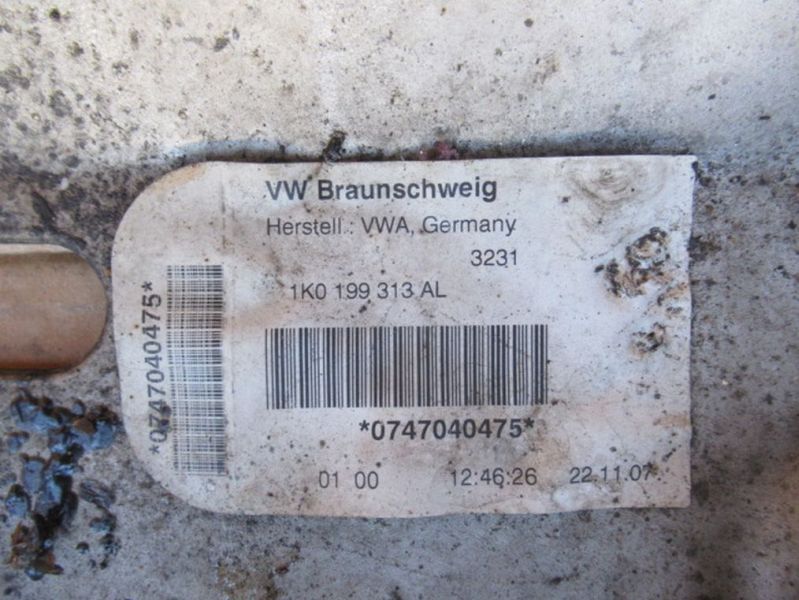 VW Braunschweig
Herstell.: VWA, Germany
3231
1K0 199 313 AL
*0747040475*
*0747040475*
01 00 12:46:26 22.11.07